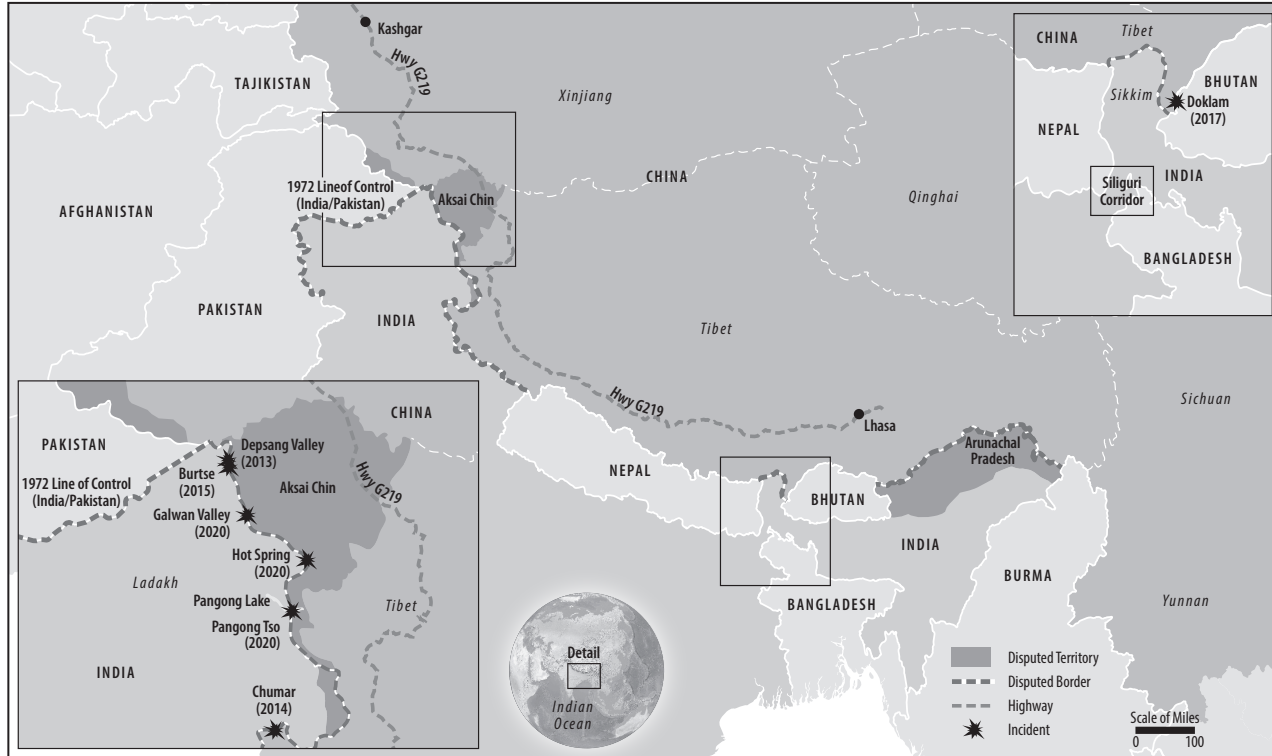 Kashgar
Hwy G219
TAJIKISTAN
Xinjiang
CHINA
1972 Lineof Control
(India/Pakistan)
Aksai Chin
Qinghai
AFGHANISTAN
PAKISTAN
INDIA
Tibet
Hwy G219
Lhasa
Sichuan
Arunachal
Pradesh
NEPAL
BHUTAN
INDIA
BURMA
BANGLADESH
Yunnan
CHINA
Tibet
BHUTAN
Sikkim
Doklam
(2017)
NEPAL
INDIA
Siliguri
Corridor
BANGLADESH
PAKISTAN
CHINA
Depsang Valley
(2013)
Burtse
(2015)
1972 Line of Control
(India/Pakistan)
Aksai Chin
Hwy G219
Galwan Valley
(2020)
Hot Spring
(2020)
Ladakh
Tibet
Pangong Lake
Pangong Tso
(2020)
INDIA
Chumar
(2014)
Detail
Indian
Ocean
Disputed Territory
Disputed Border
Highway
Incident
Scale of Miles
0 100